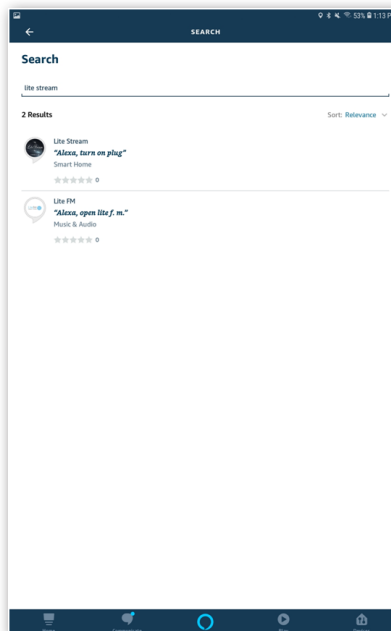 53% 1:13 P
SEARCH
Search
lite stream
2 Results
Sort: Relevance
Lite Stream
“Alexa, turn on plug”
Smart Home
0
Lite FM
“Alexa, open lite f. m.”
Music & Audio
0